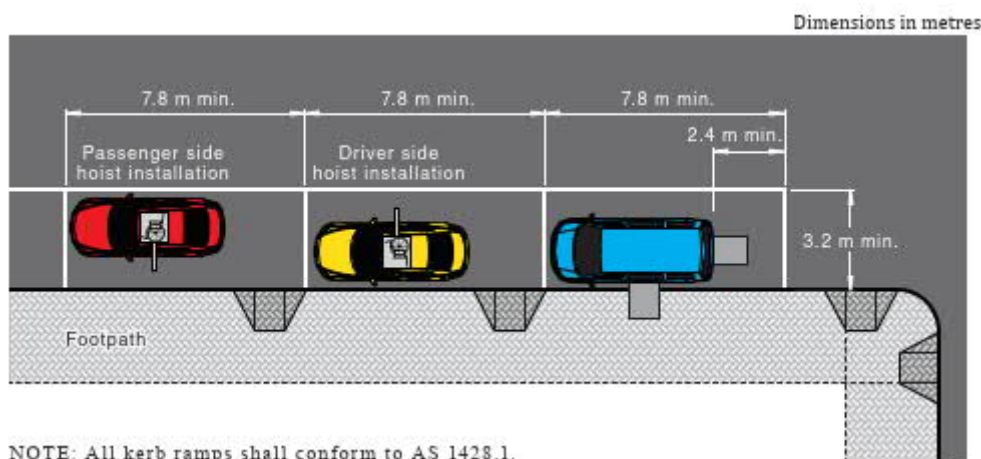 Dimensions in metres
7.8 m min.
7.8 m min.
7.8 m min.
2.4 m min.
Passenger side
hoist installation
Driver side
hoist installation
3.2 m min.
Footpath
NOTE: All kerb ramps shall conform to AS 1428.1.